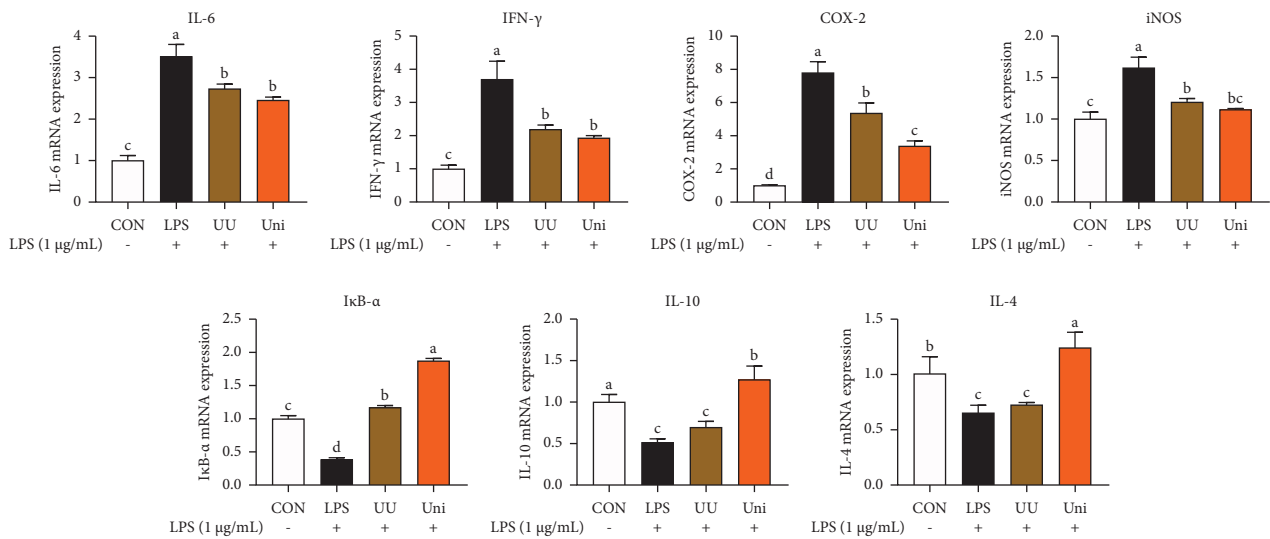 IL-6
IL-6 mRNA expression
4
3
2
1
0
c
a
b
b
CON LPS UU Uni
LPS (1 μg/mL) - + + +
IFN-γ
IFN-γ mRNA expression
5
4
3
2
1
0
c
a
b
b
CON LPS UU Uni
LPS (1 μg/mL) - + + +
COX-2
COX-2 mRNA expression
10
8
6
4
2
0
d
a
b
c
CON LPS UU Uni
LPS (1 μg/mL) - + + +
iNOS
iNOS mRNA expression
2.0
1.5
1.0
0.5
0.0
c
a
b
bc
CON LPS UU Uni
LPS (1 μg/mL) - + + +
IκB-α
IκB-α mRNA expression
2.5
2.0
1.5
1.0
0.5
0.0
c
d
b
a
CON LPS UU Uni
LPS (1 μg/mL) - + + +
IL-10
IL-10 mRNA expression
2.0
1.5
1.0
0.5
0.0
a
c
c
b
CON LPS UU Uni
LPS (1 μg/mL) - + + +
IL-4
IL-4 mRNA expression
1.5
1.0
0.5
0.0
b
c
c
a
CON LPS UU Uni
LPS (1 μg/mL) - + + +